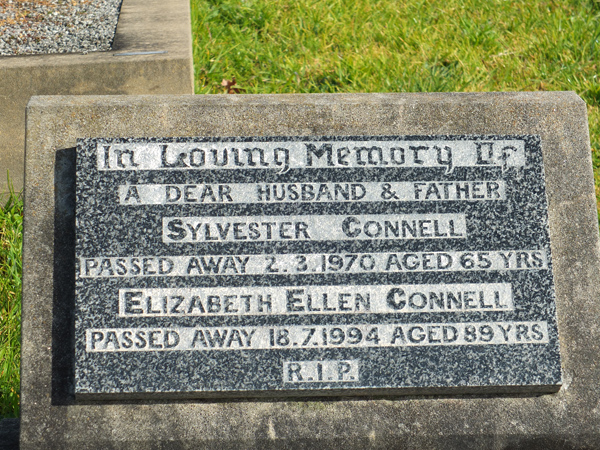 In Loving Memory Of
A DEAR HUSBAND & FATHER
SYLVESTER CONNELL
PASSED AWAY 2.3.1970 AGED 65 YRS
ELIZABETH ELLEN CONNELL
PASSED AWAY 18.7.1994 AGED 89 YRS
R.I.P.